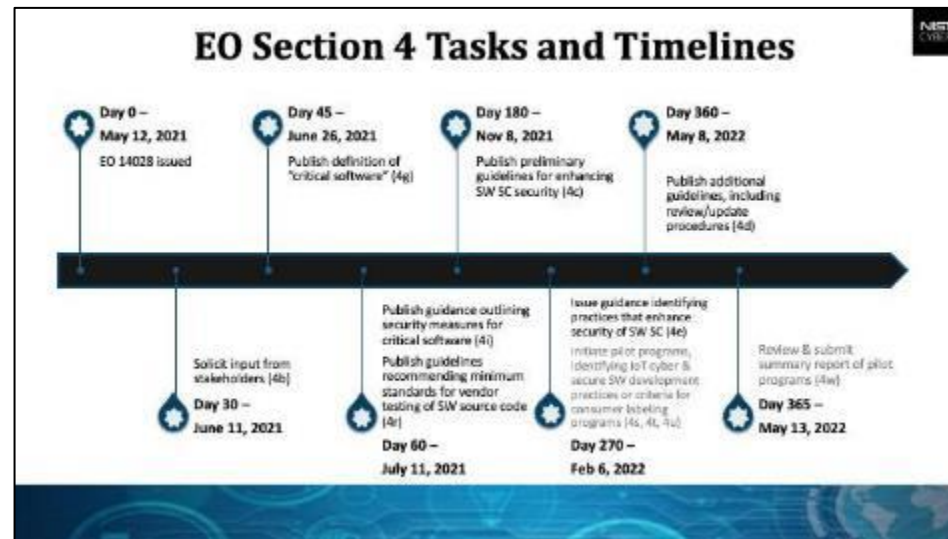 EO Section 4 Tasks and Timelines
NIST
CYBER
Day 0 –
May 12, 2021
EO 14028 issued
Day 45 –
June 26, 2021
Publish definition of
"critical software" (4g)
Day 180 –
Nov 8, 2021
Publish preliminary
guidelines for enhancing
SW SC security (4c)
Day 360 –
May 8, 2022
Publish additional
guidelines, including
review/update
procedures (4d)
Solicit input from
stakeholders (4b)
Day 30 –
June 11, 2021
Publish guidance outlining
security measures for
critical software (4i)
Publish guidelines
recommending minimum
standards for vendor
testing of SW source code
(4r)
Day 60 –
July 11, 2021
Issue guidance identifying
practices that enhance
security of SW SC (4e)
Initiate pilot programs,
identifying IoT cyber &
secure SW development
practices or criteria for
consumer labeling
programs (4s, 4t, 4u)
Day 270 –
Feb 6, 2022
Review & submit
summary report of pilot
programs (4w)
Day 365 –
May 13, 2022